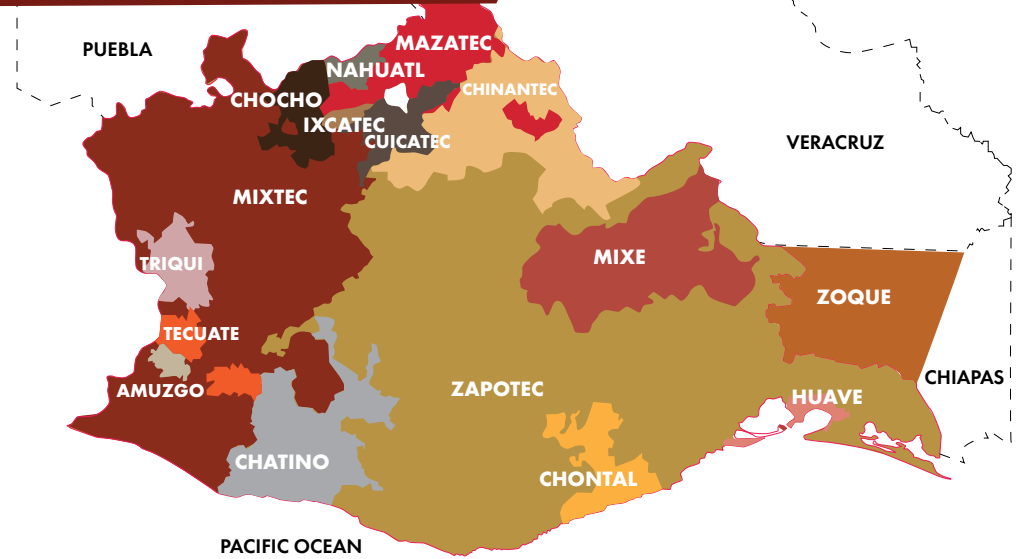 PUEBLA
MAZATEC
NAHUATL
CHINANTEC
CHOCHO
IXCATEC
CUICATEC
VERACRUZ
MIXTEC
TRIQUI
MIXE
ZOQUE
TECUATE
CHIAPAS
AMUZGO
ZAPOTEC
HUAVE
CHATINO
CHONTAL
PACIFIC OCEAN